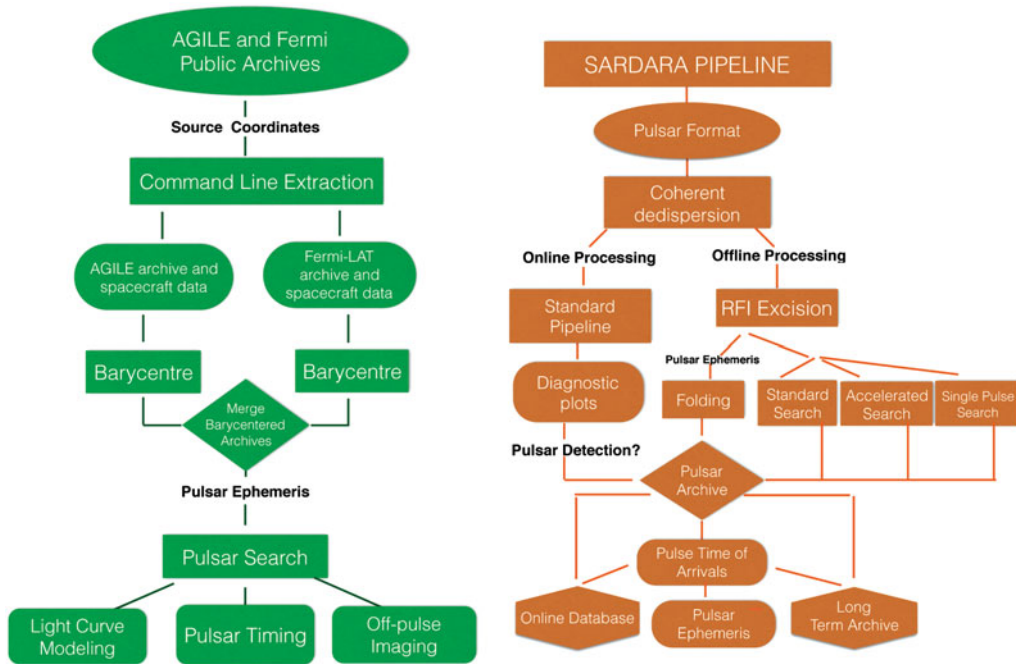 AGILE and Fermi
Public Archives
Source Coordinates
Command Line Extraction
AGILE archive and
spacecraft data
Fermi-LAT
archive and
spacecraft data
Barycentre
Barycentre
Merge
Barycentered
Archives
Pulsar Ephemeris
Pulsar Search
Light Curve
Modeling
Pulsar Timing
Off-pulse
Imaging
SARDARA PIPELINE
Pulsar Format
Coherent
dedispersion
Online Processing
Offline Processing
Standard
Pipeline
RFI Excision
Pulsar Ephemeris
Diagnostic
plots
Folding
Standard
Search
Accelerated
Search
Single Pulse
Search
Pulsar Detection?
Pulsar
Archive
Pulse Time of
Arrivals
Online Database
Pulsar
Ephemeris
Long
Term Archive